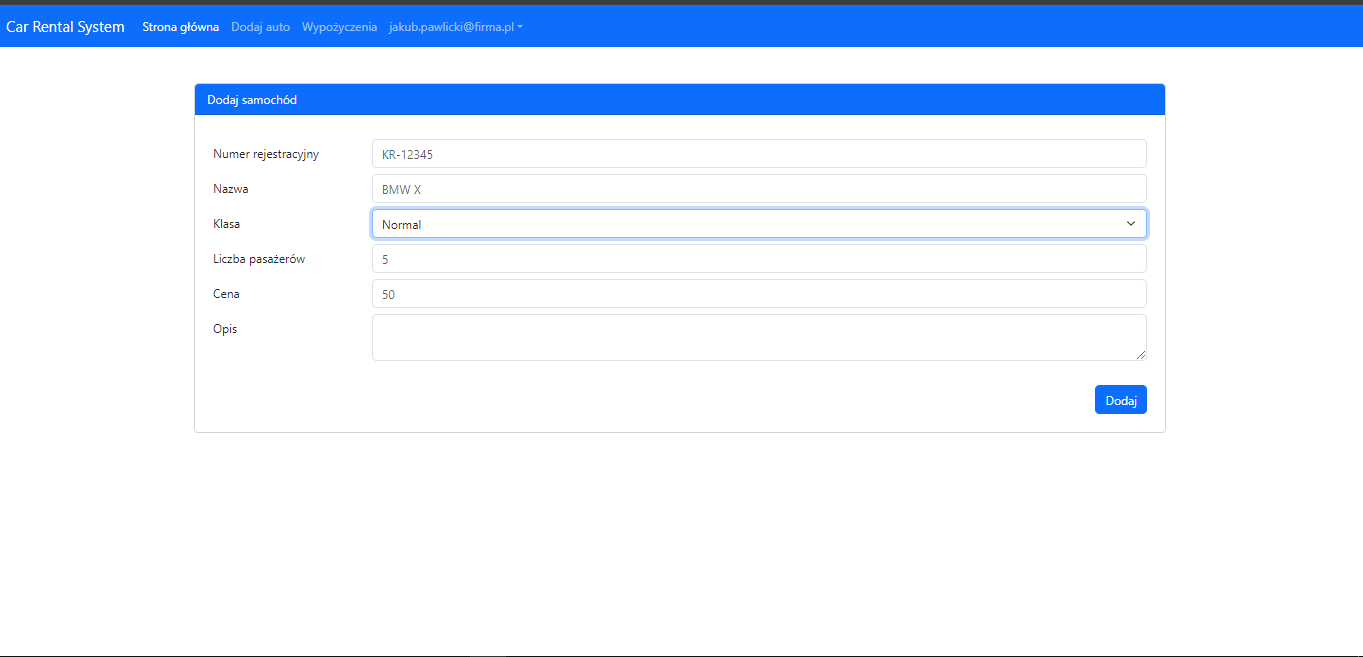 Car Rental System Strona główna Dodaj auto Wypożyczenia jakub.pawlicki@firma.pl
Dodaj samochód
Numer rejestracyjny KR-12345
Nazwa BMW X
Klasa Normal
Liczba pasażerów 5
Cena 50
Opis
Dodaj